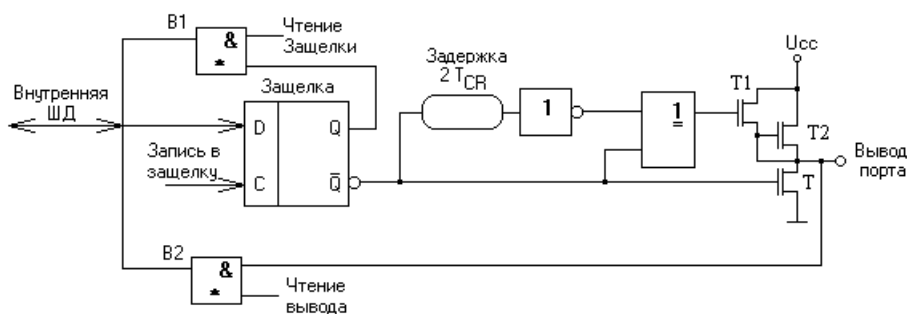 B1
&
*
Чтение
Защелки
Внутренняя
ШД
Защелка
D
Q
Запись в
защелку
C
Q
Задержка
2 TCR
1
1
Ucc
T1
T2
T
Вывод
порта
B2
&
*
Чтение
вывода